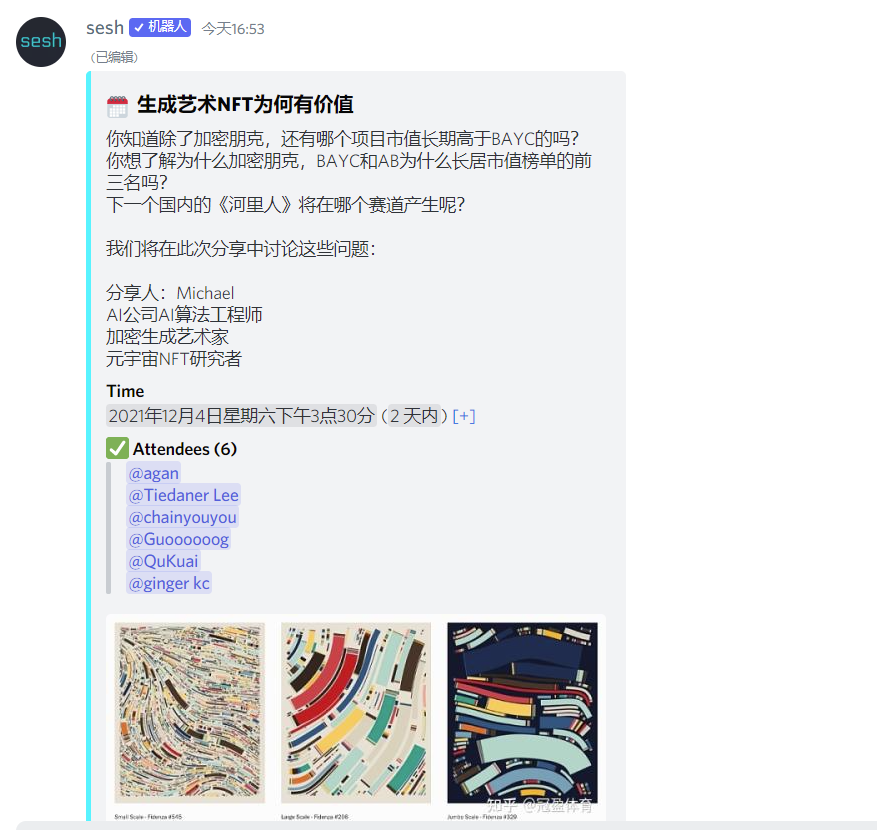 sesh
sesh ✓ 机器人 今天16:53
(已编辑)
生成艺术NFT为何有价值
你知道除了加密朋克，还有哪个项目市值长期高于BAYC的吗？
你想了解为什么加密朋克，BAYC和AB为什么长居市值榜单的前
三名吗？
下一个国内的《河里人》将在哪个赛道产生呢？
我们将在此次分享中讨论这些问题：
分享人：Michael
AI公司AI算法工程师
加密生成艺术家
元宇宙NFT研究者
Time
2021年12月4日星期六下午3点30分 (2 天内) [+]
Attendees (6)
@agan
@Tiedaner Lee
@chainyouyou
@Guoooooog
@QuKuai
@ginger kc
知乎 @冠盈体育
Small Scale - Fidenza #545
Large Scale - Fidenza #206
Jumbo Scale - Fidenza #329